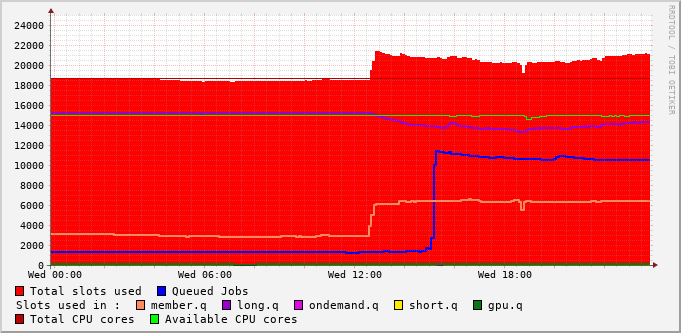 24000
22000
20000
18000
16000
14000
12000
10000
8000
6000
4000
2000
0
Wed 00:00 Wed 06:00 Wed 12:00 Wed 18:00
RRDTOOL / TOBI OETIKER
Total slots used Queued Jobs
Slots used in : member.q long.q ondemand.q short.q gpu.q
Total CPU cores Available CPU cores